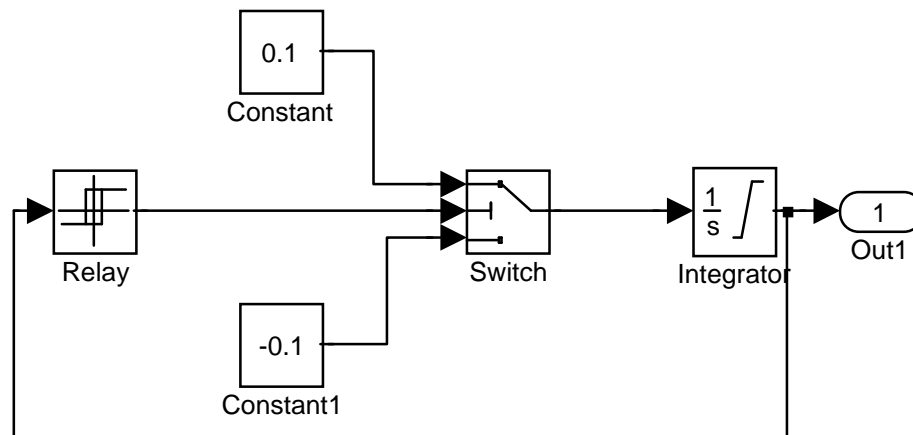 0.1
Constant
Relay
Switch
1
s
Integrator
1
Out1
-0.1
Constant1